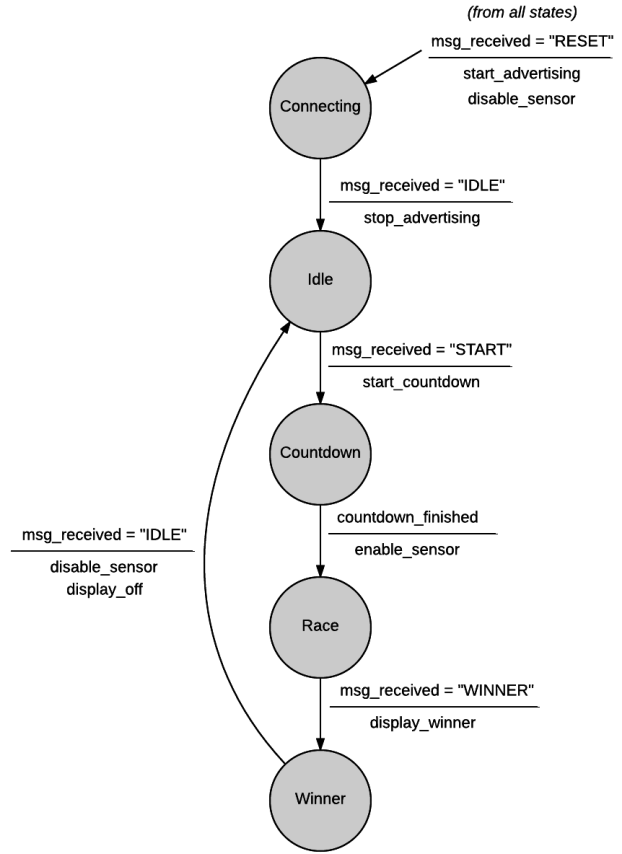 (from all states)
msg_received = "RESET"
start_advertising
disable_sensor
Connecting
msg_received = "IDLE"
stop_advertising
Idle
msg_received = "START"
start_countdown
Countdown
countdown_finished
enable_sensor
msg_received = "IDLE"
disable_sensor
display_off
Race
msg_received = "WINNER"
display_winner
Winner